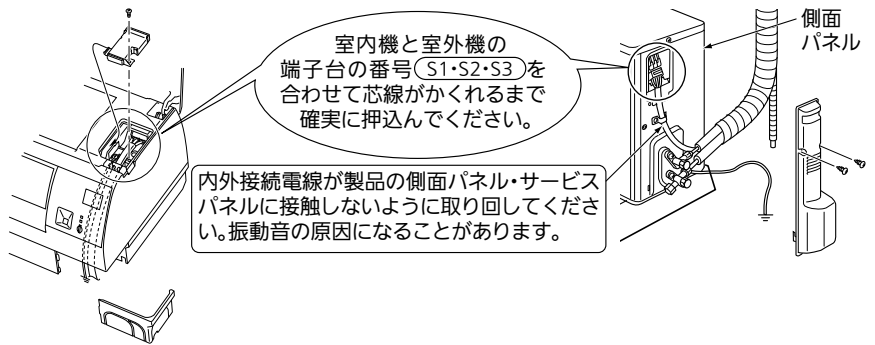 室内機と室外機の
端子台の番号(S1・S2・S3)を
合わせて芯線がかくれるまで
確実に押込んでください。
側面
パネル
内外接続電線が製品の側面パネル・サービス
パネルに接触しないように取り回してくださ
い。振動音の原因になることがあります。